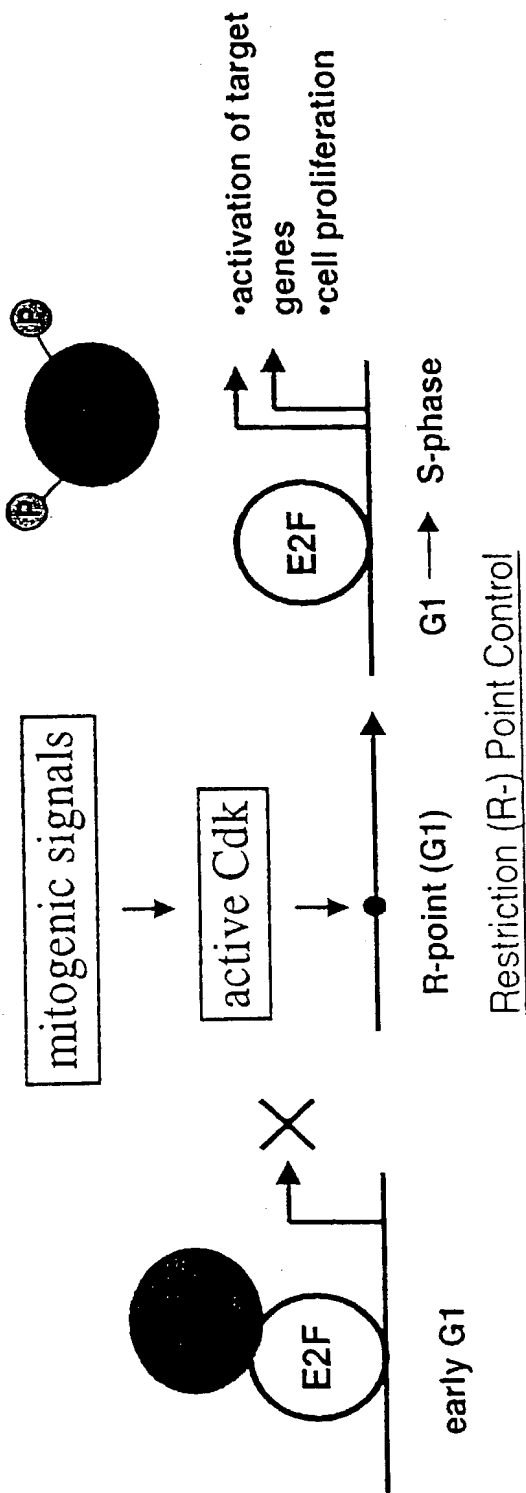 mitogenic signals
active Cdk
E2F
early G1
R-point (G1)
P
P
E2F
•activation of target
genes
•cell proliferation
G1
S-phase
Restriction (R-) Point Control